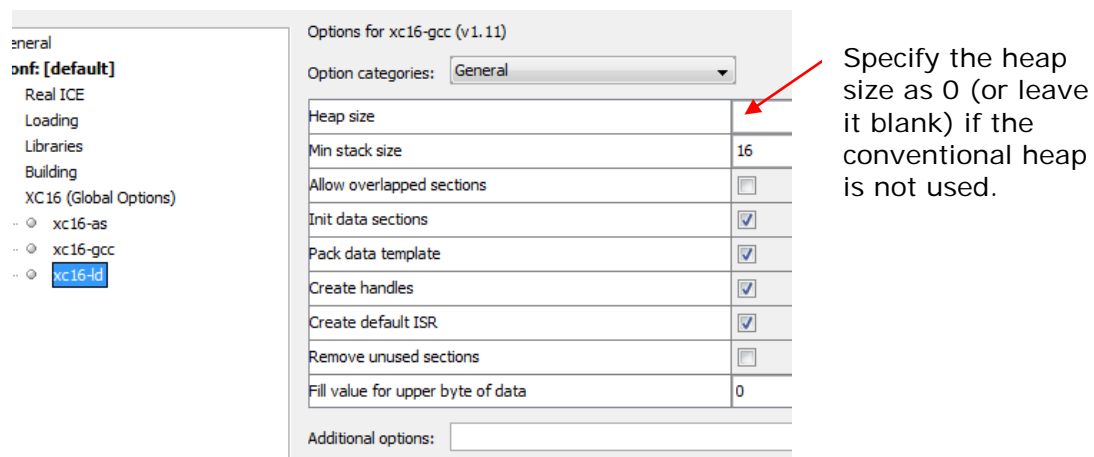 eneral
onf: [default]
Real ICE
Loading
Libraries
Building
XC16 (Global Options)
xc16-as
xc16-gcc
xc16-ld
Options for xc16-gcc (v1.11)
Option categories: General
Heap size
Min stack size 16
Allow overlapped sections
Init data sections
Pack data template
Create handles
Create default ISR
Remove unused sections
Fill value for upper byte of data 0
Additional options:
Specify the heap
size as 0 (or leave
it blank) if the
conventional heap
is not used.